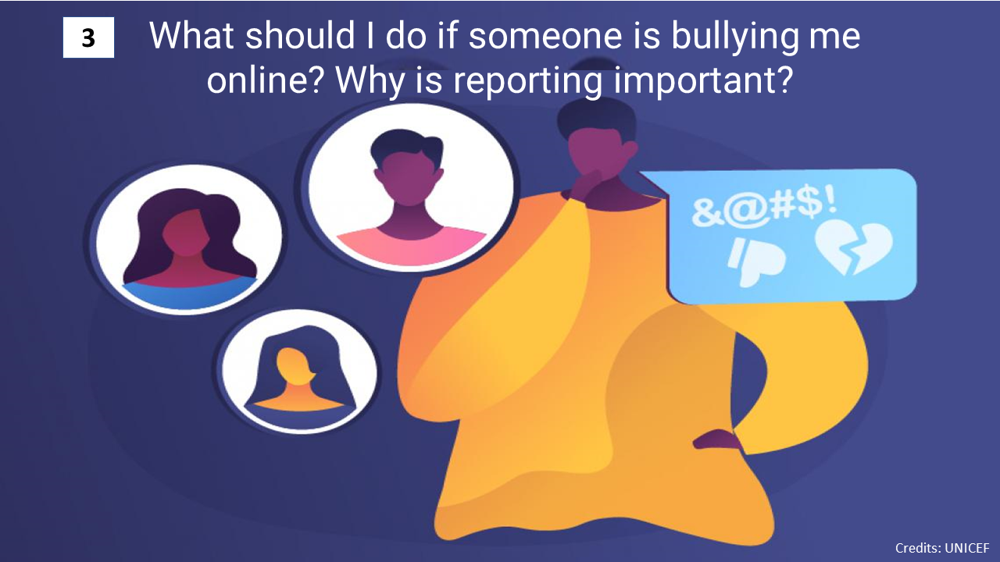 3
What should I do if someone is bullying me
online? Why is reporting important?
&@#$!
Credits: UNICEF